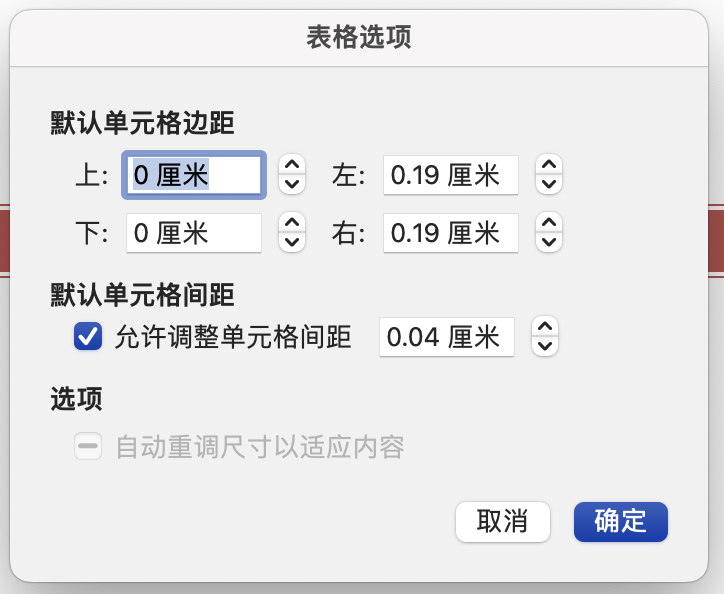 表格选项
默认单元格边距
上: 0 厘米 左: 0.19 厘米
下: 0 厘米 右: 0.19 厘米
默认单元格间距
允许调整单元格间距 0.04 厘米
选项
自动重调尺寸以适应内容
取消 确定